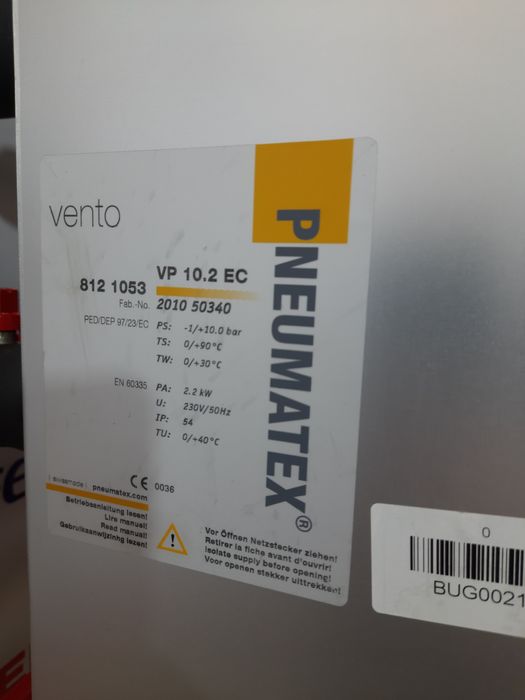 vento
PNEUMATEX®
VP 10.2 EC
812 1053
Fab.-No. 2010 50340
PED/DEP 97/23/EC PS: -1/+10.0 bar
TS: 0/+90°C
TW: 0/+30°C
EN 60335 PA: 2.2 kW
U: 230V/50Hz
IP: 54
TU: 0/+40°C
CE 0036
swissmade | pneumatex.com
Betriebsanleitung lesen!
Lire manuel!
Read manual!
Gebruiksaanwijzinhg lezen!
Vor Öffnen Netzstecker ziehen!
Retirer la fiche avant d'ouvrir!
Isolate supply before opening!
Voor openen stekker uittrekken!
0
BUG0021